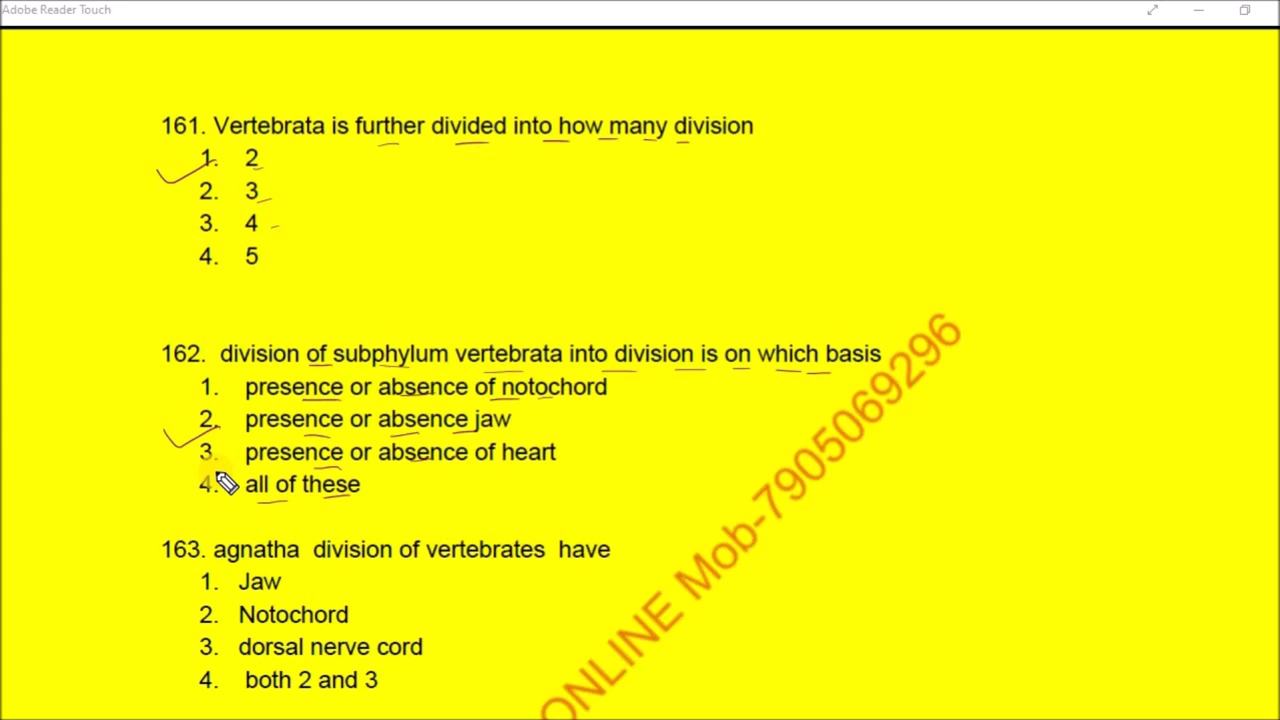 Adobe Reader Touch
161. Vertebrata is further divided into how many division
1. 2
2. 3
3. 4
4. 5
162. division of subphylum vertebrata into division is on which basis
1. presence or absence of notochord
2. presence or absence jaw
3. presence or absence of heart
4. all of these
163. agnatha division of vertebrates have
1. Jaw
2. Notochord
3. dorsal nerve cord
4. both 2 and 3
ONLINE Mob-7905069296